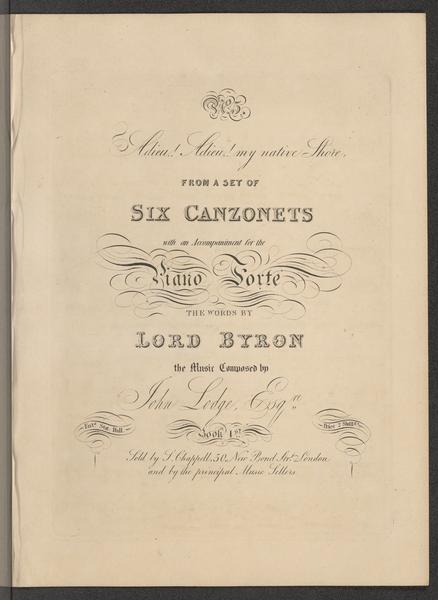 No. 5.
Adieu! Adieu! my native Shore,
FROM A SET OF
SIX CANZONETS
with an Accompaniment for the
Piano Forte
THE WORDS BY
LORD BYRON
the Music Composed by
John Lodge, Esqre.
Book 1st.
Entd. Sta. Hall.
Price 2 Shills.
Sold by S. Chappell, 50, New Bond Strt. London
and by the principal Music Sellers